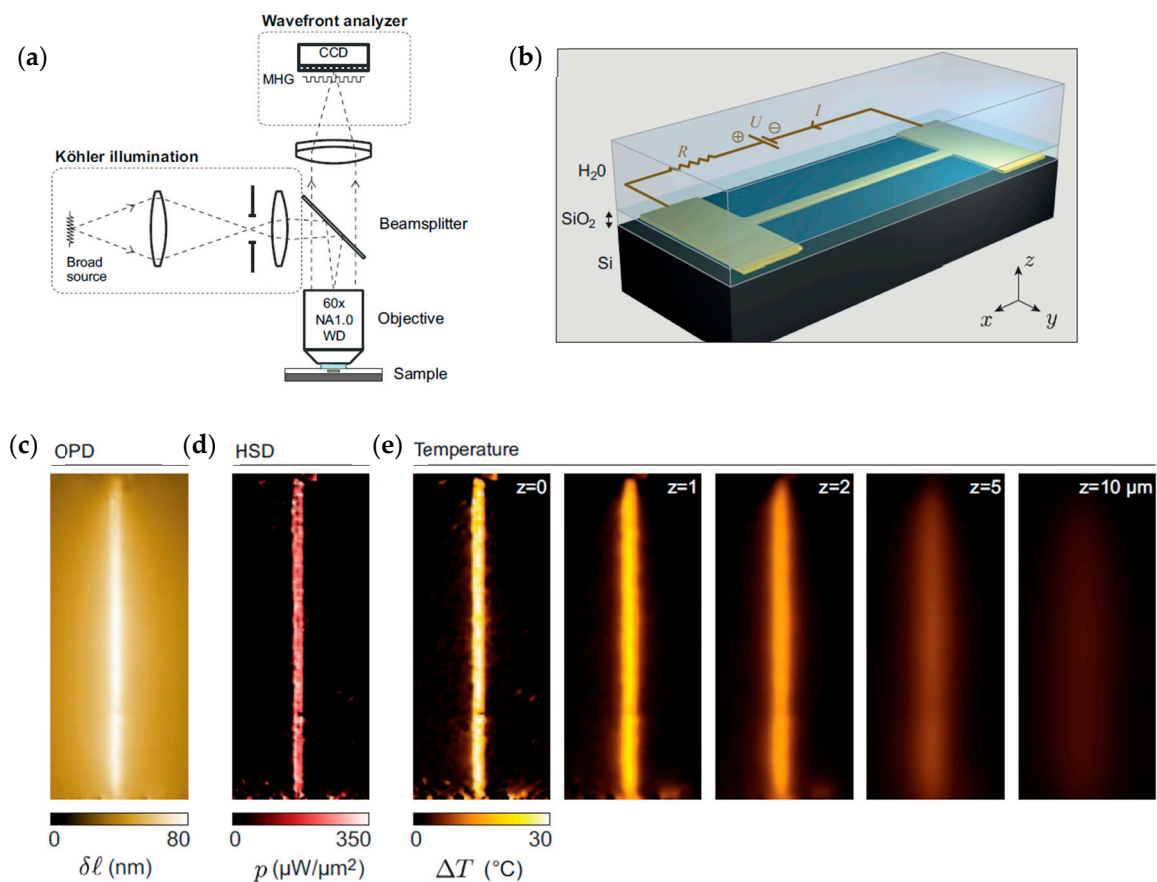 (a)
Wavefront analyzer
CCD
MHG
Köhler illumination
Broad
source
Beamsplitter
60x
NA1.0
WD
Objective
Sample
(b)
R
⊕
U
⊖
I
H₂0
SiO₂
Si
z
x
y
(c) OPD
(d) HSD
(e) Temperature
z=0
z=1
z=2
z=5
z=10 µm
0 80
δℓ (nm)
0 350
p (µW/µm²)
0 30
ΔT (°C)